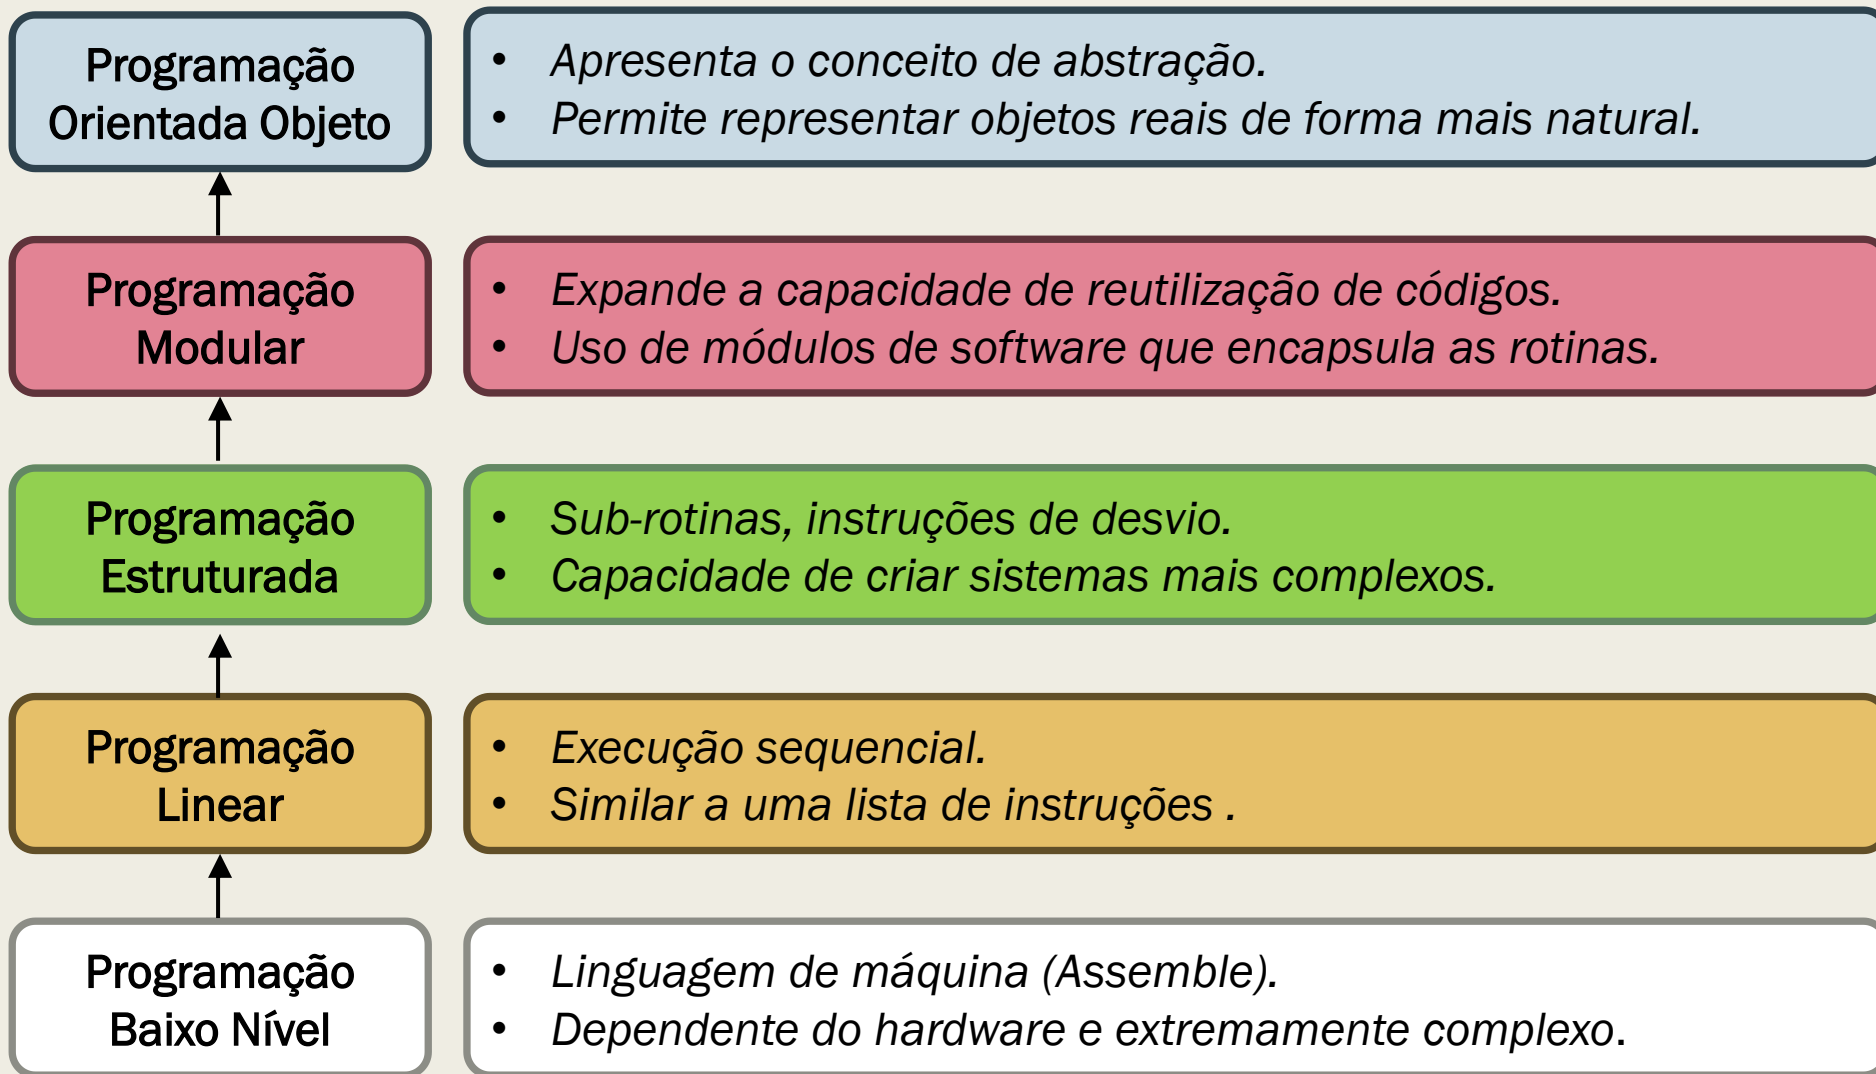 Programação
Orientada Objeto
• Apresenta o conceito de abstração.
• Permite representar objetos reais de forma mais natural.
Programação
Modular
• Expande a capacidade de reutilização de códigos.
• Uso de módulos de software que encapsula as rotinas.
Programação
Estruturada
• Sub-rotinas, instruções de desvio.
• Capacidade de criar sistemas mais complexos.
Programação
Linear
• Execução sequencial.
• Similar a uma lista de instruções .
Programação
Baixo Nível
• Linguagem de máquina (Assemble).
• Dependente do hardware e extremamente complexo.